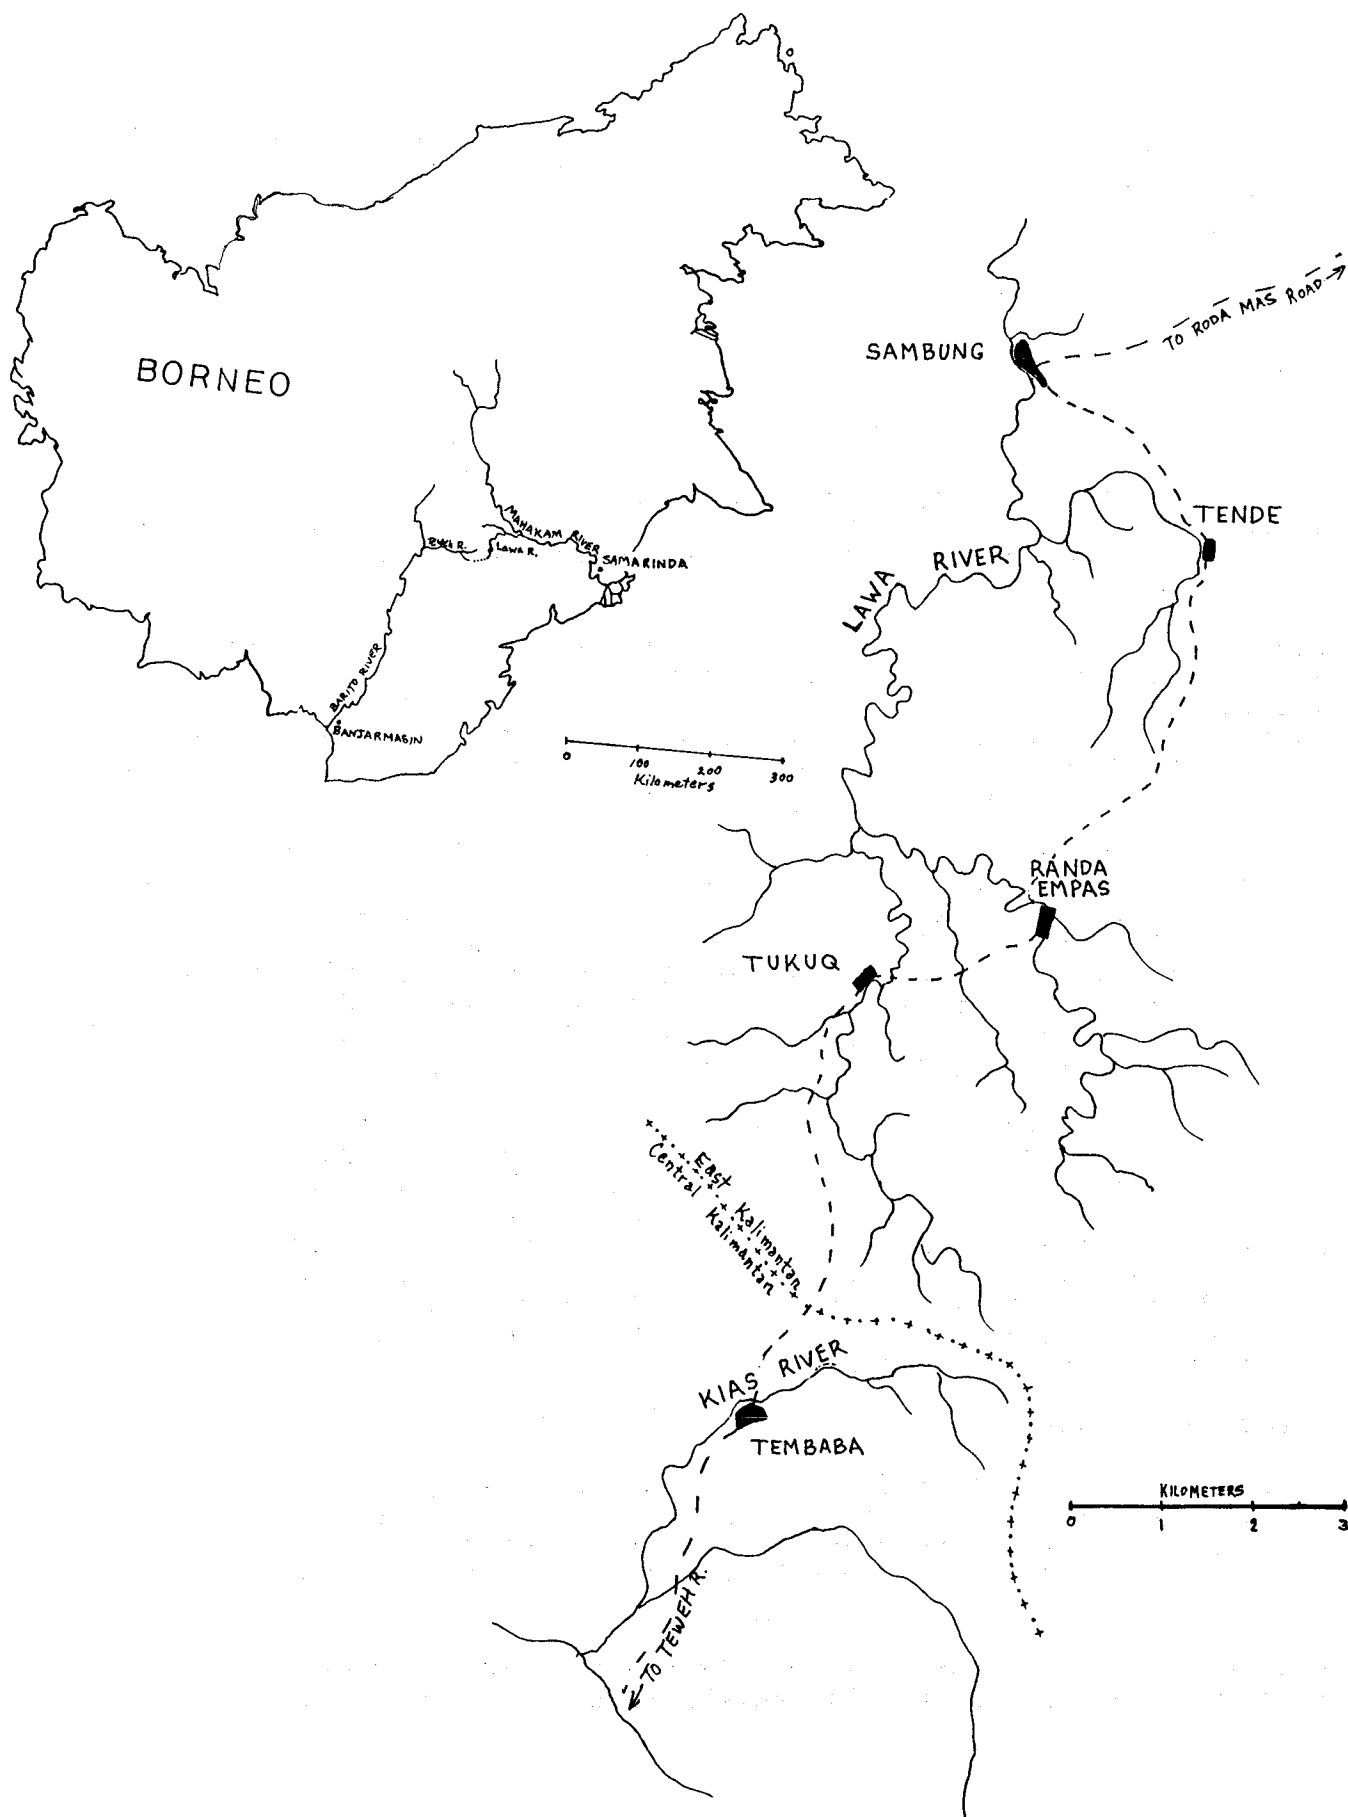 BORNEO
MAHAKAM RIVER
R.
LAWA R.
SAMARINDA
BARITO RIVER
BANJARMASIN
0 100 200 300
Kilometers
TO RODA MAS ROAD
SAMBUNG
TENDE
LAWA RIVER
RANDA
EMPAS
TUKUQ
East Kalimantan
Central Kalimantan
KIAS RIVER
TEMBABA
TO TEWEH R.
KILOMETERS
0 1 2 3